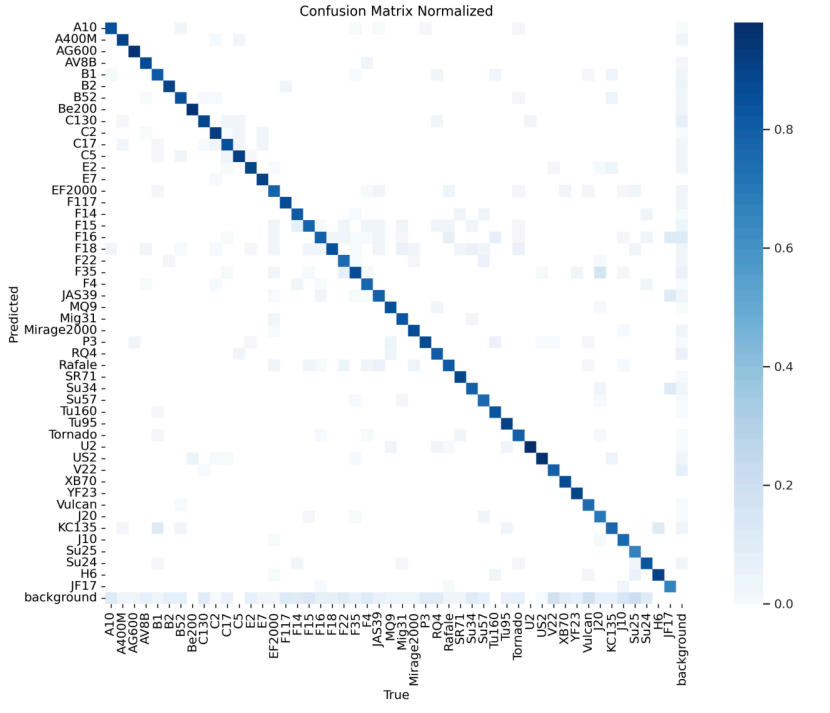 Confusion Matrix Normalized
A10
A400M
AG600
AV8B
B1
B2
B52
Be200
C130
C2
C17
C5
E2
E7
EF2000
F117
F14
F15
F16
F18
F22
F35
F4
JAS39
MQ9
Mig31
Mirage2000
P3
RQ4
Rafale
SR71
Su34
Su57
Tu160
Tu95
Tornado
U2
US2
V22
XB70
YF23
Vulcan
J20
KC135
J10
Su25
Su24
H6
JF17
background
Predicted
A10
A400M
AG600
AV8B
B1
B2
B52
Be200
C130
C2
C17
C5
E2
E7
EF2000
F117
F14
F15
F16
F18
F22
F35
F4
JAS39
MQ9
Mig31
Mirage2000
P3
RQ4
Rafale
SR71
Su34
Su57
Tu160
Tu95
Tornado
U2
US2
V22
XB70
YF23
Vulcan
J20
KC135
J10
Su25
Su24
H6
JF17
background
True
0.8
0.6
0.4
0.2
0.0